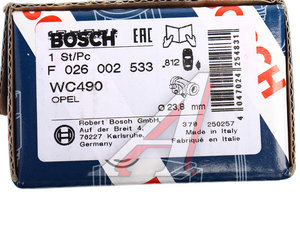 BOSCH
EAC
1 St/Pc
F 026 002 533
812
WC490
OPEL
Ø 23,8 mm
4 047024 254831
Robert Bosch GmbH,
Auf der Breit 4,
76227 Karlsruhe,
Germany
370 250257
Made in Italy
Fabriqué en Italie